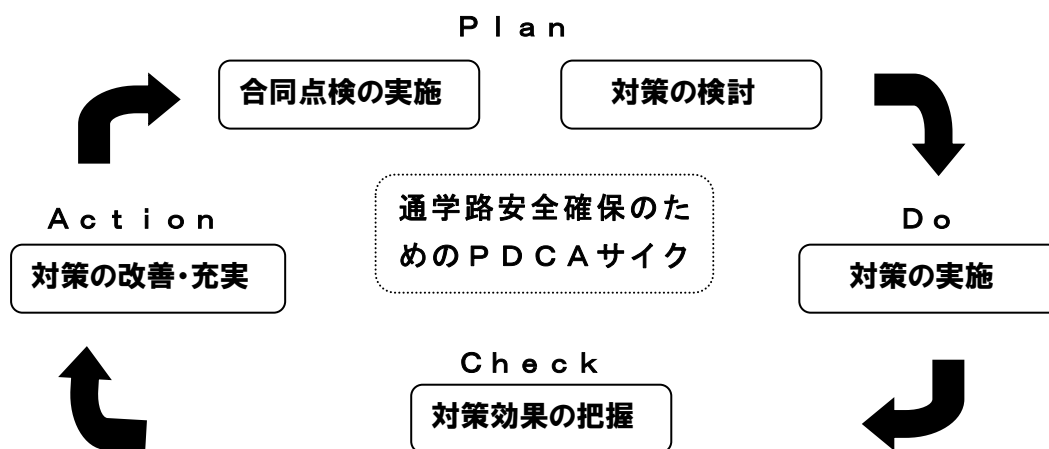 Ｐｌａｎ
合同点検の実施
対策の検討
通学路安全確保のた
めのＰＤＣＡサイク
Ａｃｔｉｏｎ
対策の改善・充実
Ｄｏ
対策の実施
Ｃｈｅｃｋ
対策効果の把握